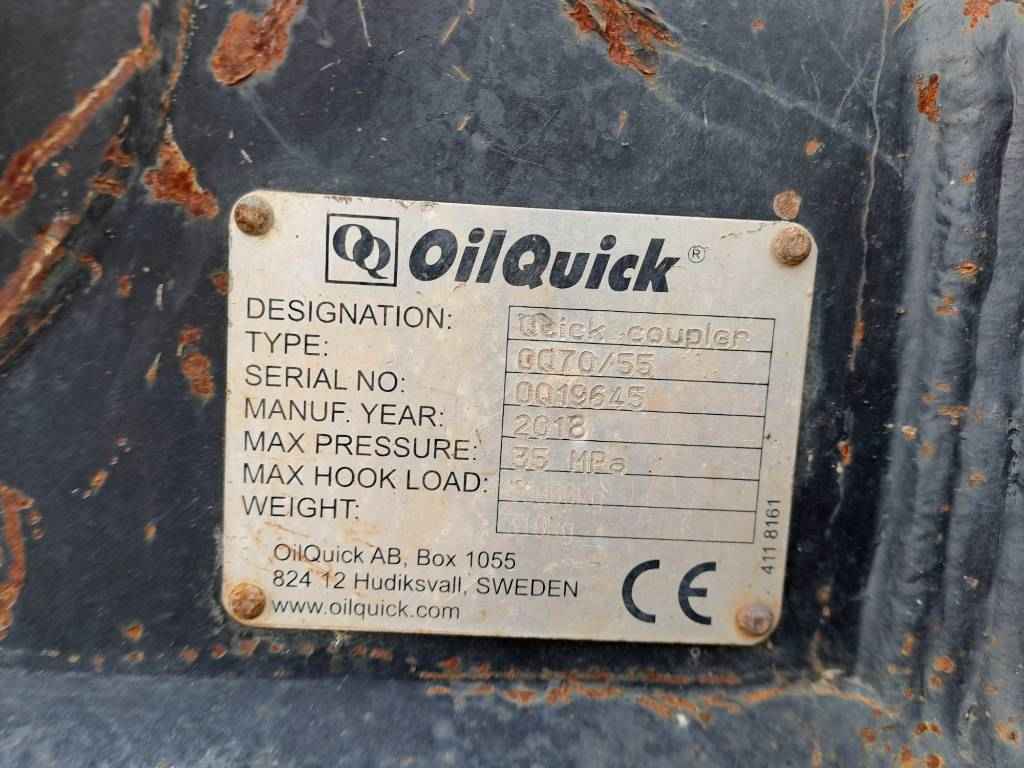 OQ OilQuick ®
DESIGNATION: Quick coupler
TYPE: OQ70/55
SERIAL NO: OQ19645
MANUF. YEAR: 2018
MAX PRESSURE: 35 MPa
MAX HOOK LOAD:
WEIGHT:
OilQuick AB, Box 1055
824 12 Hudiksvall, SWEDEN
www.oilquick.com
CE
411 8161